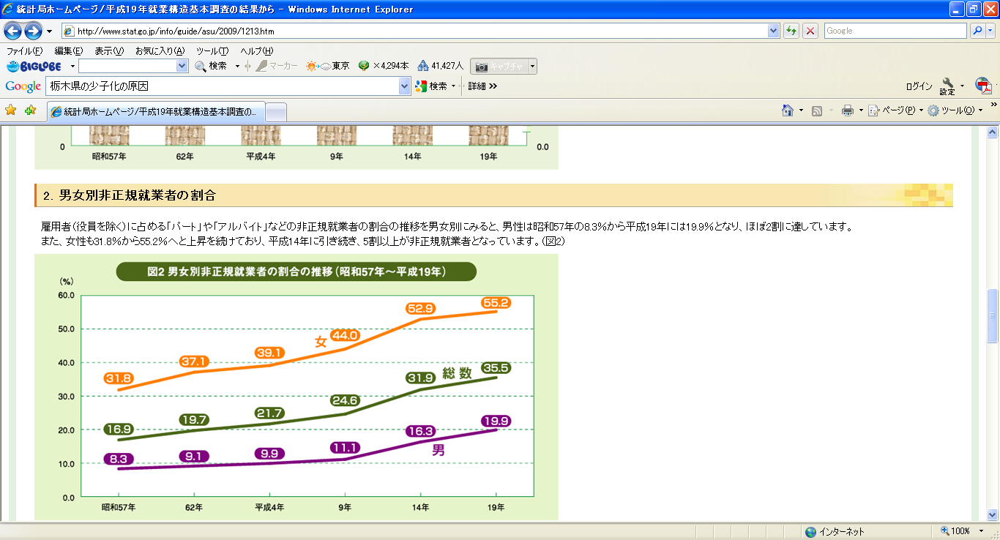 統計局ホームページ/平成19年就業構造基本調査の結果から - Windows Internet Explorer
http://www.stat.go.jp/info/guide/asu/2009/1213.htm
Google
ファイル(F) 編集(E) 表示(V) お気に入り(A) ツール(T) ヘルプ(H)
BIGLOBE 検索 マーカー 東京 ×4,294本 41,427人 キャプチャ
Google 栃木県の少子化の原因 検索 詳細 » ログイン 設定
統計局ホームページ/平成19年就業構造基本調査の... ページ(P) ツール(O) »
0 0.0
昭和57年 62年 平成4年 9年 14年 19年
2. 男女別非正規就業者の割合
雇用者(役員を除く)に占める「パート」や「アルバイト」などの非正規就業者の割合の推移を男女別にみると、男性は昭和57年の8.3%から平成19年には19.9%となり、ほぼ2割に達しています。
また、女性も31.8%から55.2%へと上昇を続けており、平成14年に引き続き、5割以上が非正規就業者となっています。(図2)
図2 男女別非正規就業者の割合の推移(昭和57年～平成19年)
(%)
60.0
50.0
40.0
30.0
20.0
10.0
0.0
女
31.8 37.1 39.1 44.0 52.9 55.2
総数
16.9 19.7 21.7 24.6 31.9 35.5
男
8.3 9.1 9.9 11.1 16.3 19.9
昭和57年 62年 平成4年 9年 14年 19年
インターネット 100%